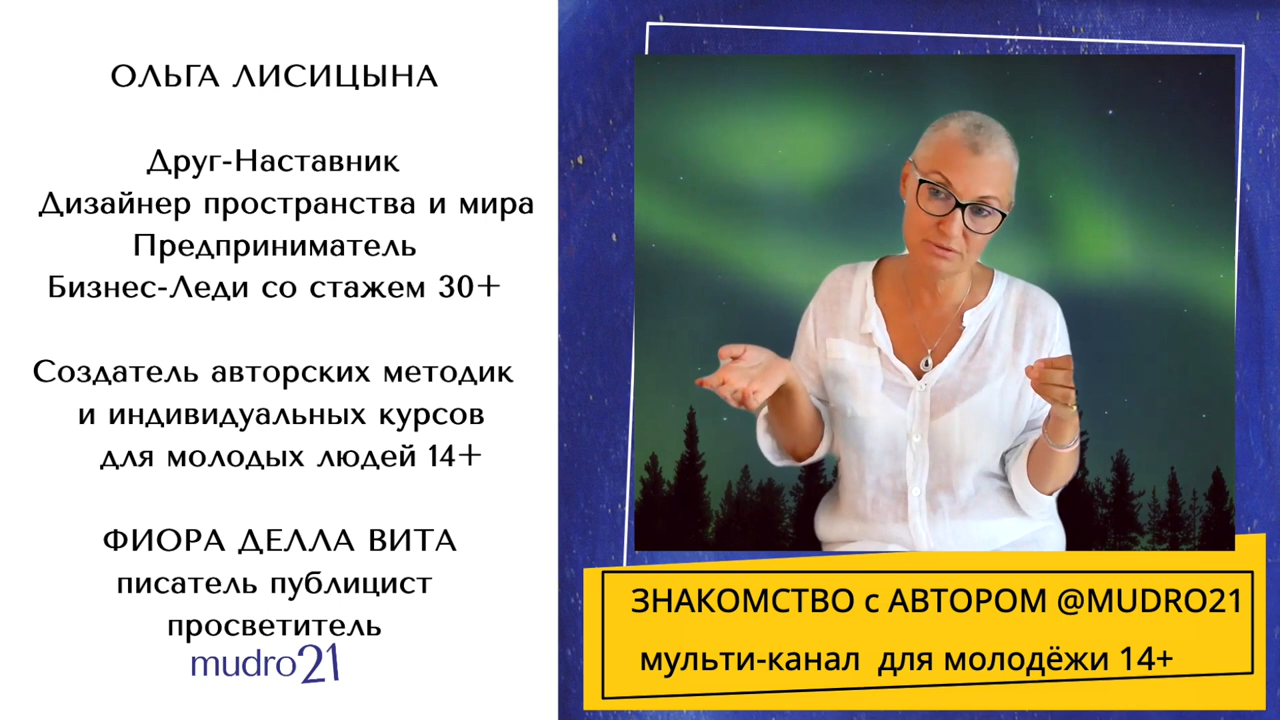 ОЛЬГА ЛИСИЦЫНА
Друг-Наставник
Дизайнер пространства и мира
Предприниматель
Бизнес-Леди со стажем 30+
Создатель авторских методик
и индивидуальных курсов
для молодых людей 14+
ФИОРА ДЕЛЛА ВИТА
писатель публицист
просветитель
mudro21
ЗНАКОМСТВО с АВТОРОМ @MUDRO21
мульти-канал для молодёжи 14+